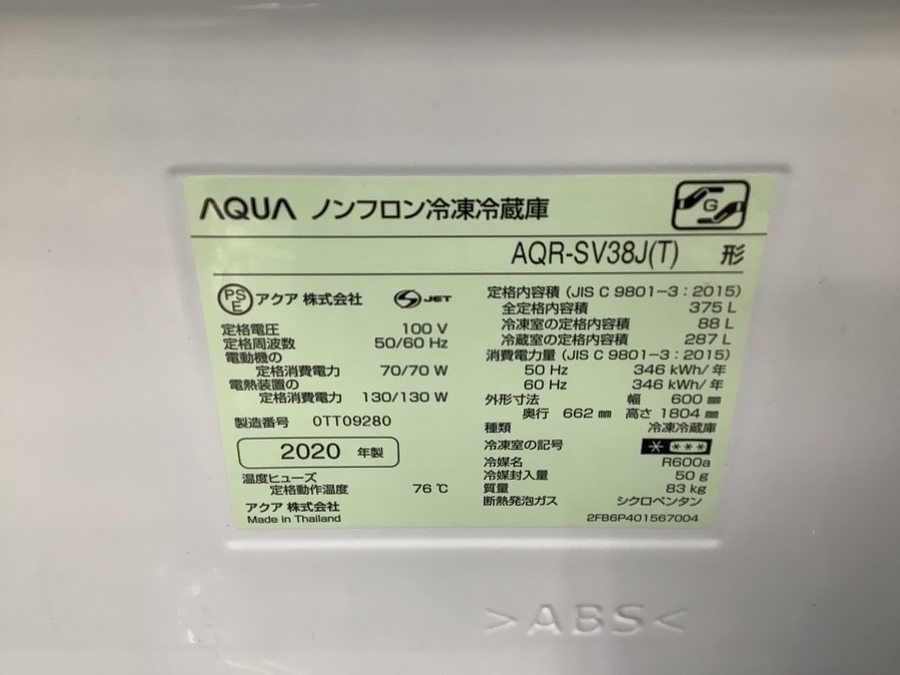 AQUA ノンフロン冷凍冷蔵庫
G
AQR-SV38J(T) 形
PSE アクア 株式会社 JET
定格電圧 100 V
定格周波数 50/60 Hz
電動機の
定格消費電力 70/70 W
電熱装置の
定格消費電力 130/130 W
製造番号 0TT09280
2020 年製
温度ヒューズ
定格動作温度 76 ℃
アクア 株式会社
Made in Thailand
定格内容積 (JIS C 9801-3:2015)
全定格内容積 375 L
冷凍室の定格内容積 88 L
冷蔵室の定格内容積 287 L
消費電力量 (JIS C 9801-3:2015)
50 Hz 346 kWh/年
60 Hz 346 kWh/年
外形寸法 幅 600 mm
奥行 662 mm 高さ 1804 mm
種類 冷凍冷蔵庫
冷凍室の記号 * ***
冷媒名 R600a
冷媒封入量 50 g
質量 83 kg
断熱発泡ガス シクロペンタン
2FB6P401567004
>ABS<